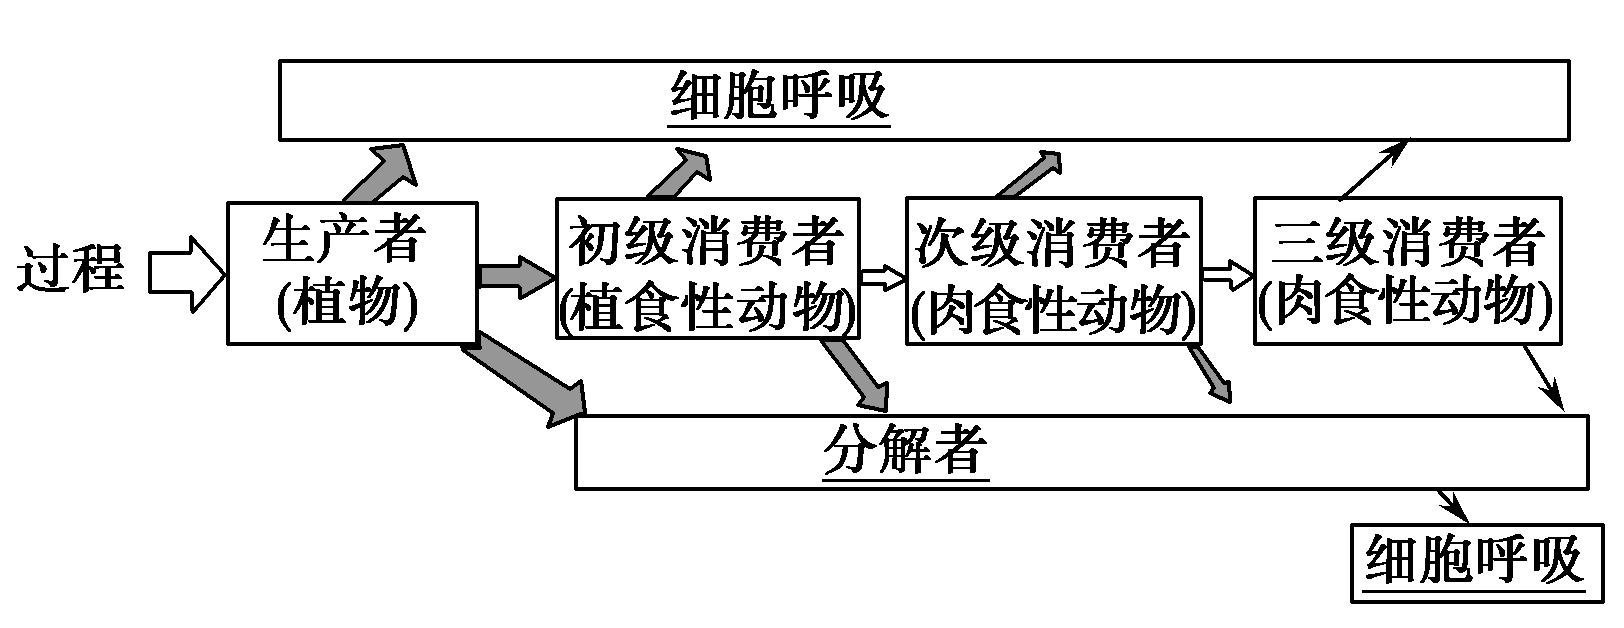 细胞呼吸
过程
生产者
(植物)
初级消费者
(植食性动物)
次级消费者
(肉食性动物)
三级消费者
(肉食性动物)
分解者
细胞呼吸